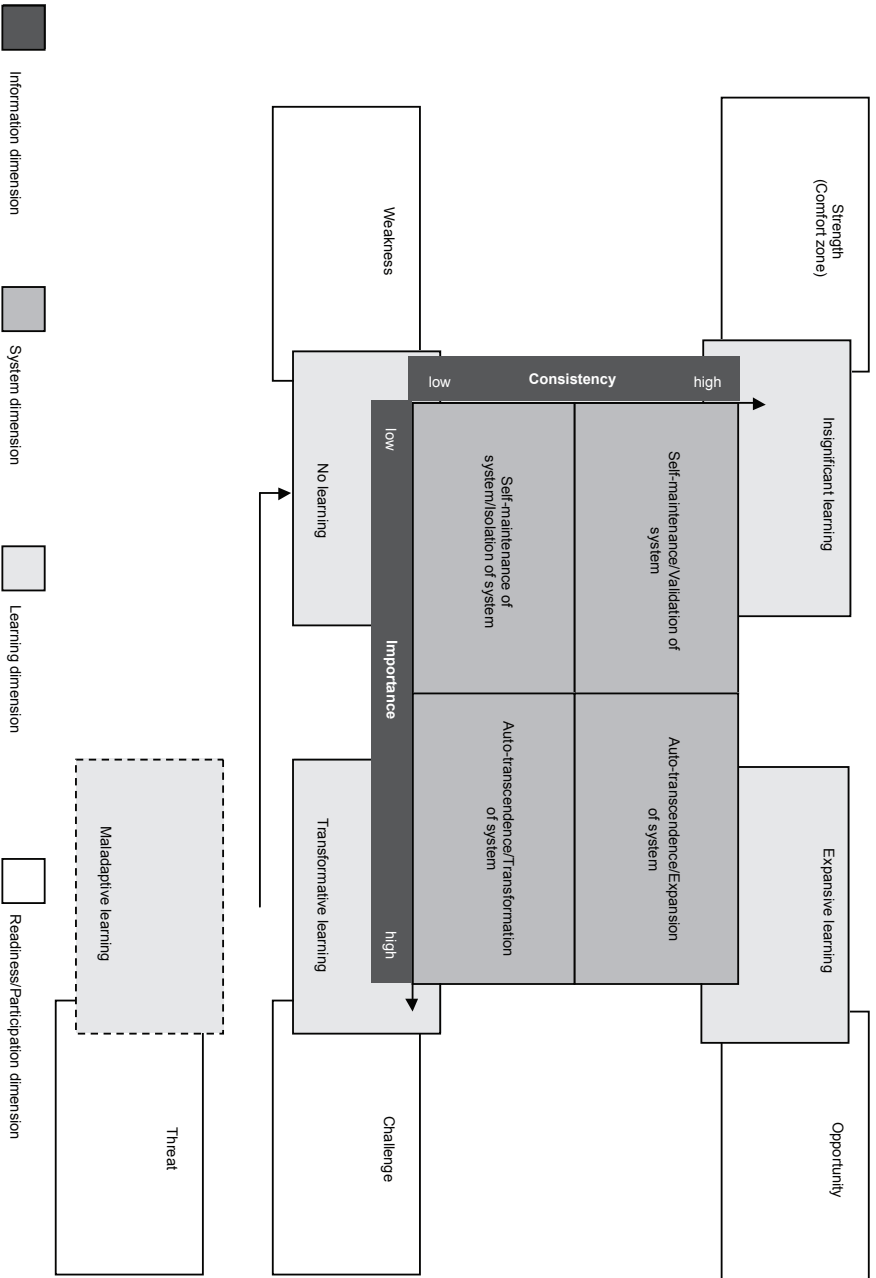 Strength
(Comfort zone)
Insignificant learning
Expansive learning
Opportunity
high
Consistency
low
Self-maintenance/Validation of
system
Auto-transcendence/Expansion
of system
Self-maintenance of
system/Isolation of system
Auto-transcendence/Transformation
of system
low
Importance
high
Weakness
No learning
Transformative learning
Challenge
Maladaptive learning
Threat
Information dimension
System dimension
Learning dimension
Readiness/Participation dimension